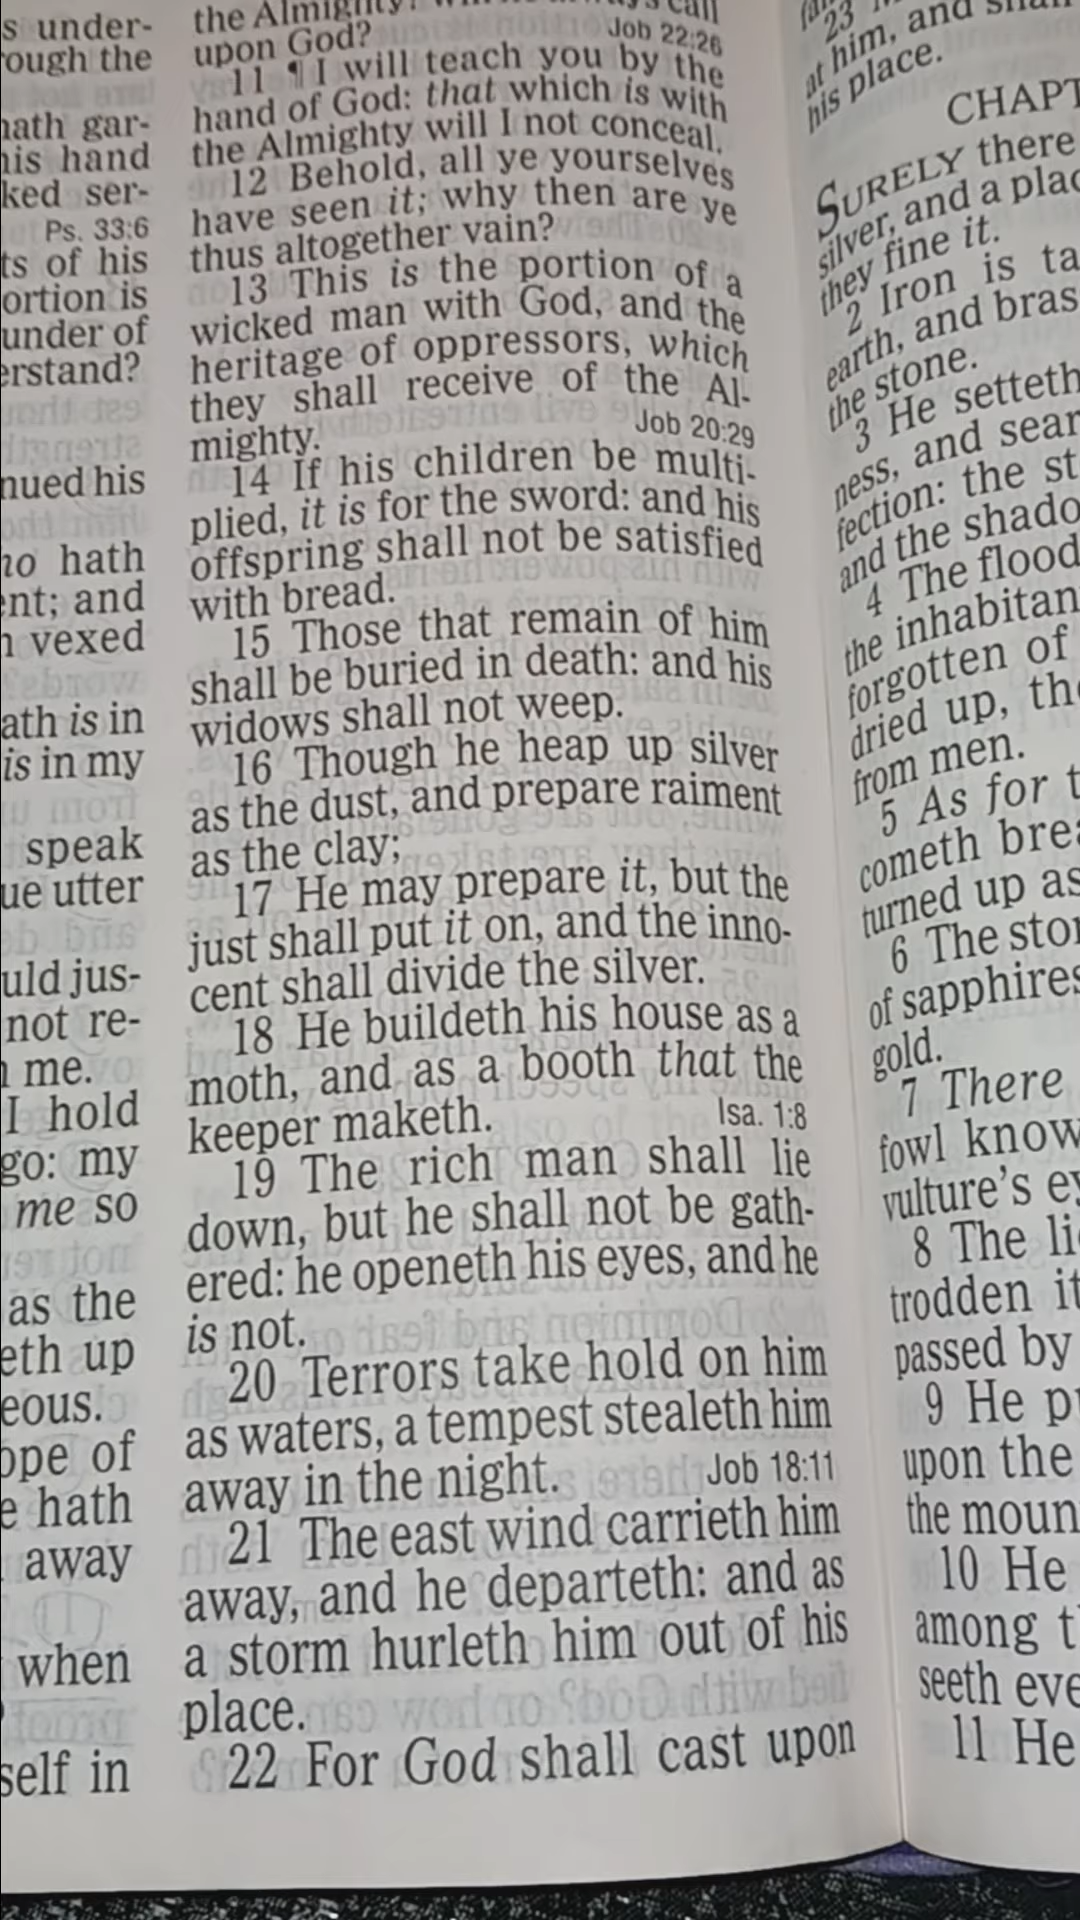 s under-
ough the
hath gar-
his hand
ked ser-
Ps. 33:6
ts of his
ortion is
under of
erstand?
nued his
no hath
ent; and
n vexed
ath is in
is in my
speak
ue utter
uld jus-
not re-
me.
I hold
go: my
me so
as the
eth up
eous.
ope of
e hath
away
when
self in
the Almighty?
call
upon God?
Job 22:26
11 ¶ I will teach you by the
hand of God: that which is with
the Almighty will I not conceal.
12 Behold, all ye yourselves
have seen it; why then are ye
thus altogether vain?
13 This is the portion of a
wicked man with God, and the
heritage of oppressors, which
they shall receive of the Al-
mighty.
Job 20:29
14 If his children be multi-
plied, it is for the sword: and his
offspring shall not be satisfied
with bread.
15 Those that remain of him
shall be buried in death: and his
widows shall not weep.
16 Though he heap up silver
as the dust, and prepare raiment
as the clay;
17 He may prepare it, but the
just shall put it on, and the inno-
cent shall divide the silver.
18 He buildeth his house as a
moth, and as a booth that the
keeper maketh.
Isa. 1:8
19 The rich man shall lie
down, but he shall not be gath-
ered: he openeth his eyes, and he
is not.
20 Terrors take hold on him
as waters, a tempest stealeth him
away in the night.
Job 18:11
21 The east wind carrieth him
away, and he departeth: and as
a storm hurleth him out of his
place.
22 For God shall cast upon
23
at him, and
his place.
CHAPT
SURELY there
silver, and a plac
they fine it.
2 Iron is ta
earth, and bras
the stone.
3 He setteth
ness, and sear
fection: the st
and the shado
4 The flood
the inhabitan
forgotten of
dried up, the
from men.
5 As for t
cometh brea
turned up as
6 The ston
of sapphires
gold.
7 There
fowl know
vulture's ey
8 The li
trodden it
passed by
9 He p
upon the
the moun
10 He
among t
seeth eve
11 He